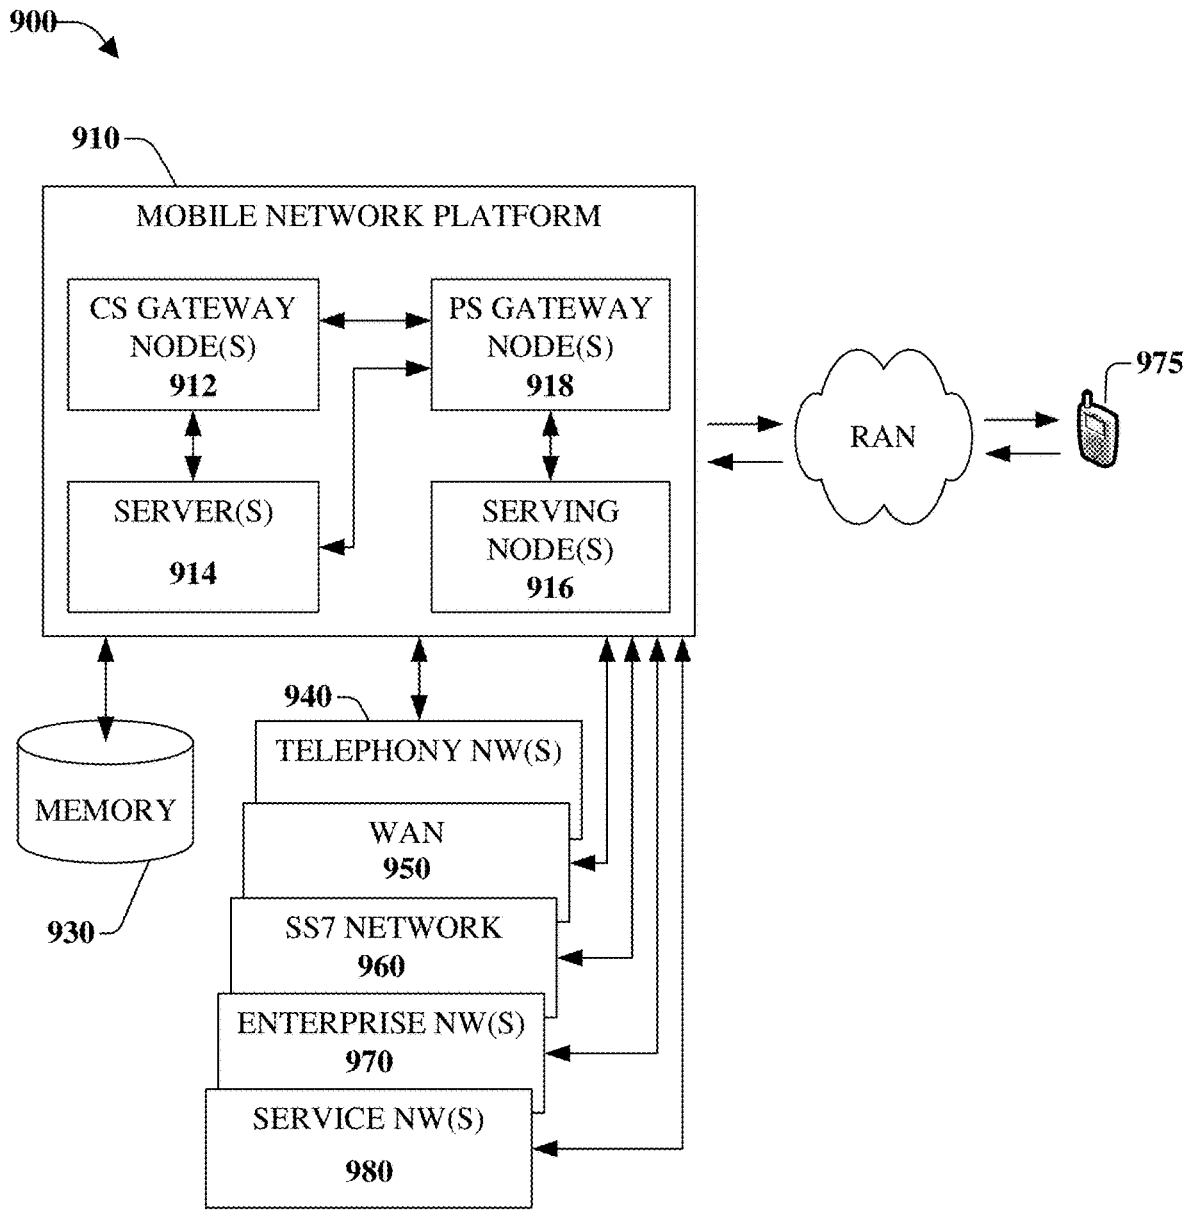 900
910
MOBILE NETWORK PLATFORM
CS GATEWAY
NODE(S)
912
PS GATEWAY
NODE(S)
918
SERVER(S)
914
SERVING
NODE(S)
916
RAN
975
940
TELEPHONY NW(S)
MEMORY
930
WAN
950
SS7 NETWORK
960
ENTERPRISE NW(S)
970
SERVICE NW(S)
980